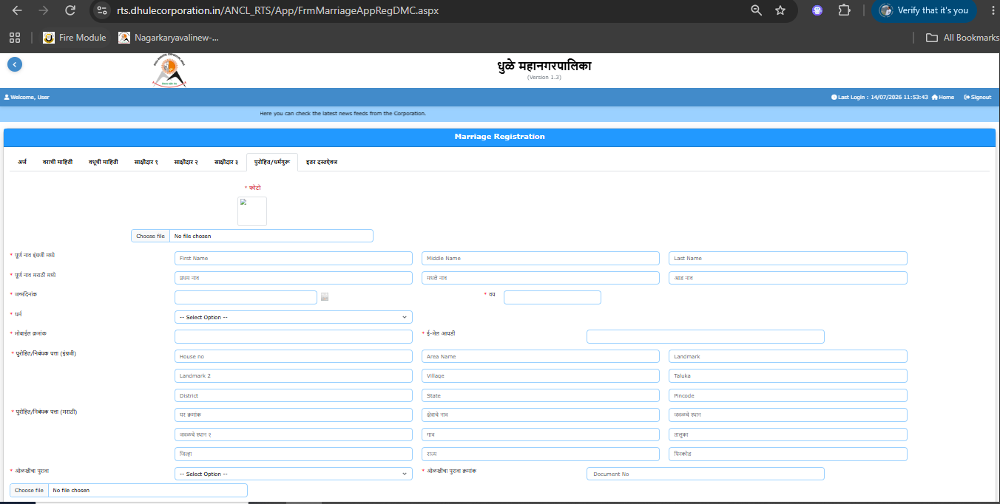 rts.dhulecorporation.in/ANCL_RTS/App/FrmMarriageAppRegDMC.aspx Verify that it's you
Fire Module Nagarkaryavalinew-... All Bookmarks
धुळे महानगरपालिका
(Version 1.3)
Welcome, User Last Login : 14/07/2026 11:53:43 Home Signout
Here you can check the latest news feeds from the Corporation.
Marriage Registration
अर्ज वराची माहिती वधूची माहिती साक्षीदार १ साक्षीदार २ साक्षीदार ३ पुरोहित/धर्मगुरू इतर दस्तऐवज
* फोटो
Choose file No file chosen
* पूर्ण नाव इंग्रजी मध्ये First Name Middle Name Last Name
* पूर्ण नाव मराठी मध्ये प्रथम नाव मधले नाव आड नाव
* जन्मदिनांक * वय
* धर्म -- Select Option --
* मोबाईल क्रमांक * ई-मेल आयडी
* पुरोहित/निबंधक पत्ता (इंग्रजी) House no Area Name Landmark
Landmark 2 Village Taluka
District State Pincode
* पुरोहित/निबंधक पत्ता (मराठी) घर क्रमांक क्षेत्राचे नाव जवळचे स्थान
जवळचे स्थान २ गाव तालुका
जिल्हा राज्य पिनकोड
* ओळखीचा पुरावा -- Select Option -- * ओळखीचा पुरावा क्रमांक Document No
Choose file No file chosen